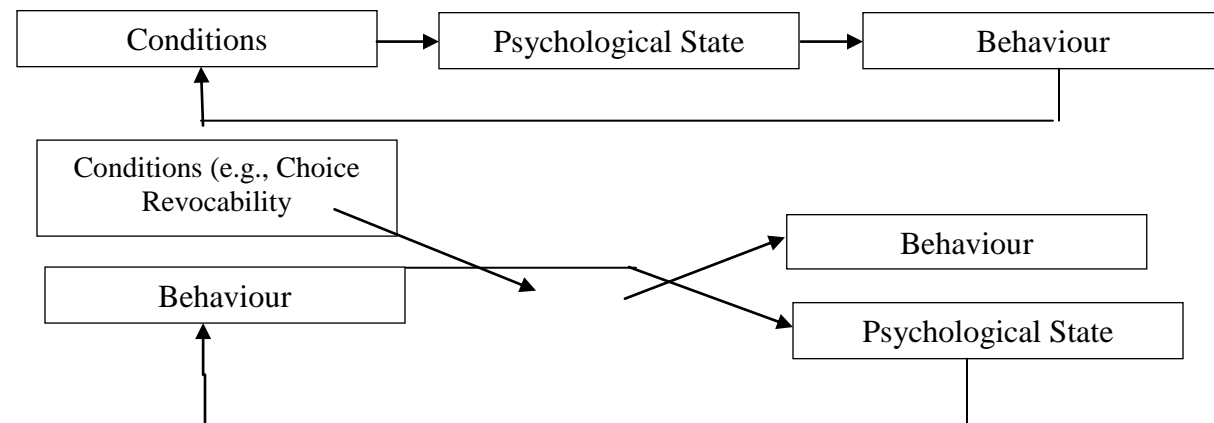 Conditions
Psychological State
Behaviour
Conditions (e.g., Choice
Revocability
Behaviour
Behaviour
Psychological State